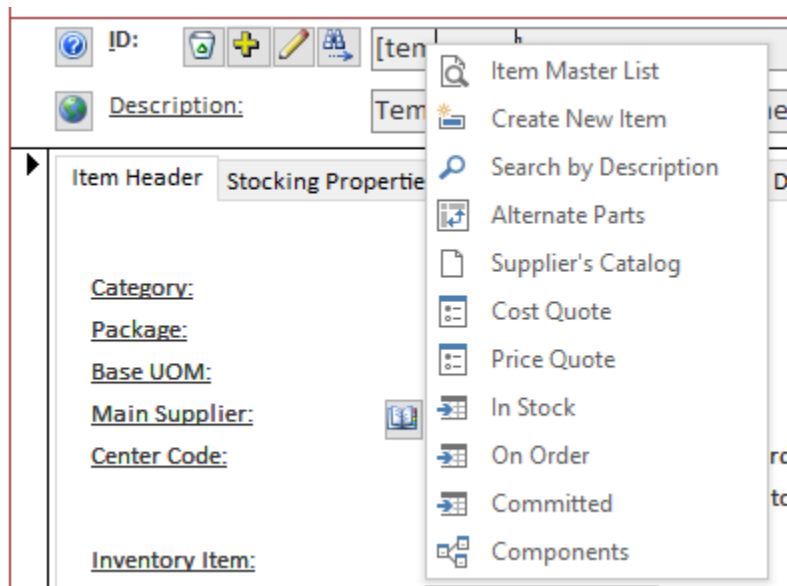 ID:
[tem
Item Master List
Description:
Tem
Create New Item
Item Header
Stocking Propertie
Search by Description
D
Alternate Parts
Supplier's Catalog
Category:
Cost Quote
Package:
Price Quote
Base UOM:
Main Supplier:
In Stock
Center Code:
On Order
Committed
Inventory Item:
Components